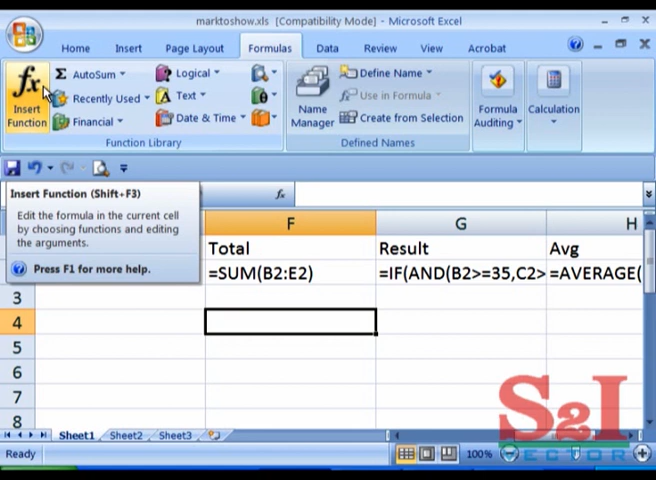 marktoshow.xls [Compatibility Mode] - Microsoft Excel
Home Insert Page Layout Formulas Data Review View Acrobat
fx Insert Function
Σ AutoSum
Recently Used
Financial
Logical
Text
Date & Time
Function Library
Name Manager
Define Name
Use in Formula
Create from Selection
Defined Names
Formula Auditing
Calculation
fx
Insert Function (Shift+F3)
Edit the formula in the current cell
by choosing functions and editing
the arguments.
Press F1 for more help.
F G H
Total Result Avg
=SUM(B2:E2) =IF(AND(B2>=35,C2> =AVERAGE(
3
4
5
6
7
8
Sheet1 Sheet2 Sheet3
Ready 100%
S2I
ECTOR